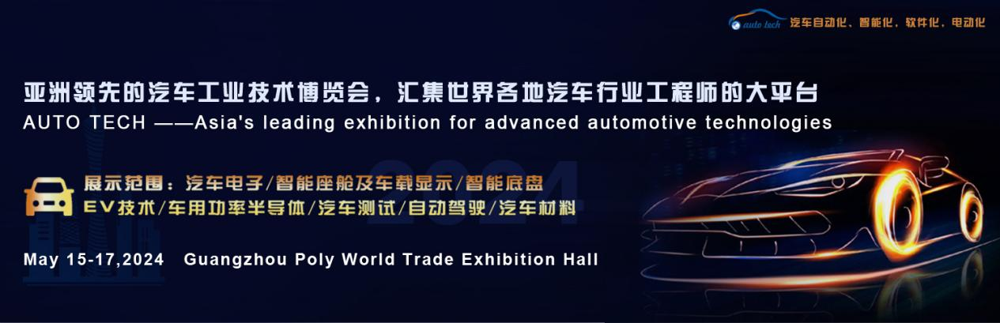 auto tech 汽车自动化、智能化，软件化，电动化
亚洲领先的汽车工业技术博览会，汇集世界各地汽车行业工程师的大平台
AUTO TECH ——Asia's leading exhibition for advanced automotive technologies
2024
展示范围：汽车电子/智能座舱及车载显示/智能底盘
EV技术/车用功率半导体/汽车测试/自动驾驶/汽车材料
May 15-17,2024 Guangzhou Poly World Trade Exhibition Hall